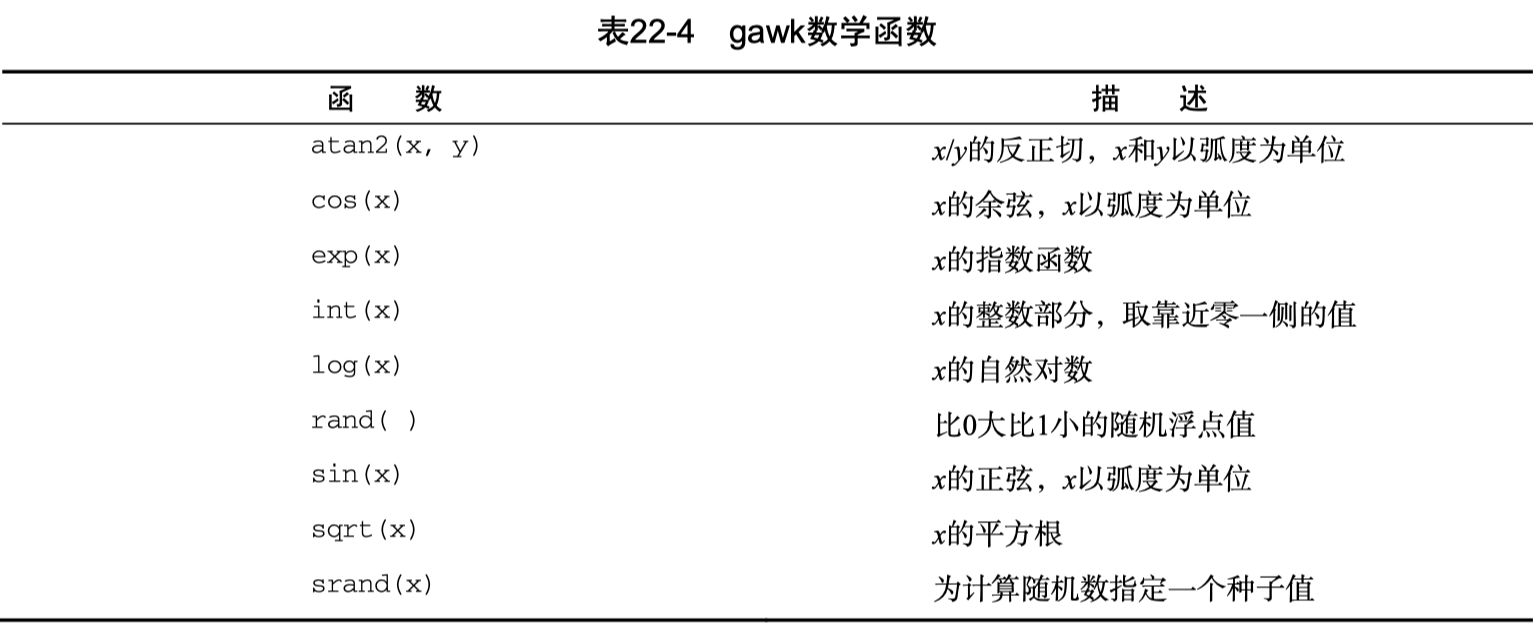 表22-4 gawk数学函数
函 数 描 述
atan2(x, y) x/y的反正切，x和y以弧度为单位
cos(x) x的余弦，x以弧度为单位
exp(x) x的指数函数
int(x) x的整数部分，取靠近零一侧的值
log(x) x的自然对数
rand( ) 比0大比1小的随机浮点值
sin(x) x的正弦，x以弧度为单位
sqrt(x) x的平方根
srand(x) 为计算随机数指定一个种子值